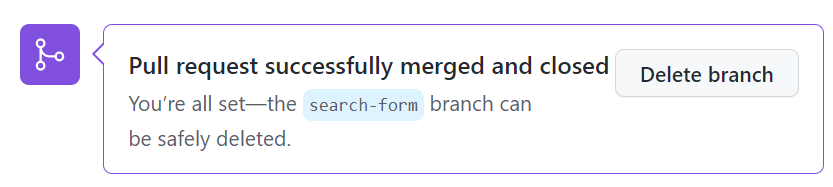 Pull request successfully merged and closed
Delete branch
You’re all set—the search-form branch can
be safely deleted.